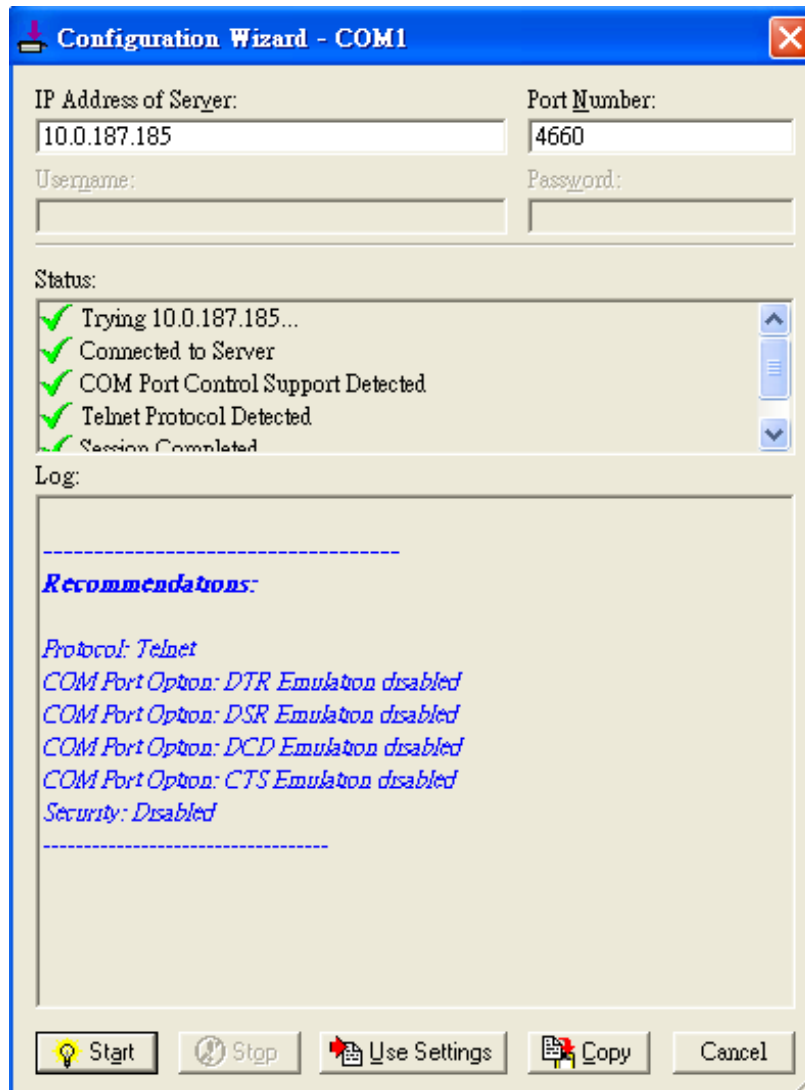 Configuration Wizard - COM1
IP Address of Server: Port Number:
10.0.187.185 4660
Username: Password:
Status:
Trying 10.0.187.185...
Connected to Server
COM Port Control Support Detected
Telnet Protocol Detected
Session Completed
Log:
------------------------------------
Recommendations:
Protocol: Telnet
COM Port Option: DTR Emulation disabled
COM Port Option: DSR Emulation disabled
COM Port Option: DCD Emulation disabled
COM Port Option: CTS Emulation disabled
Security: Disabled
------------------------------------
Start Stop Use Settings Copy Cancel